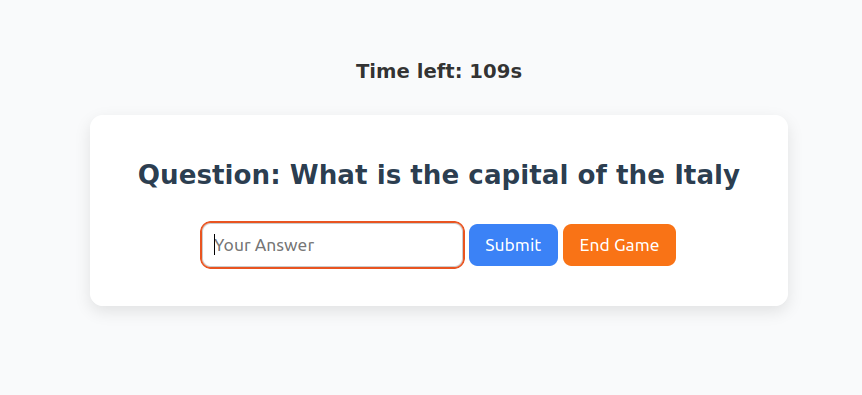 Time left: 109s
Question: What is the capital of the Italy
Your Answer Submit End Game